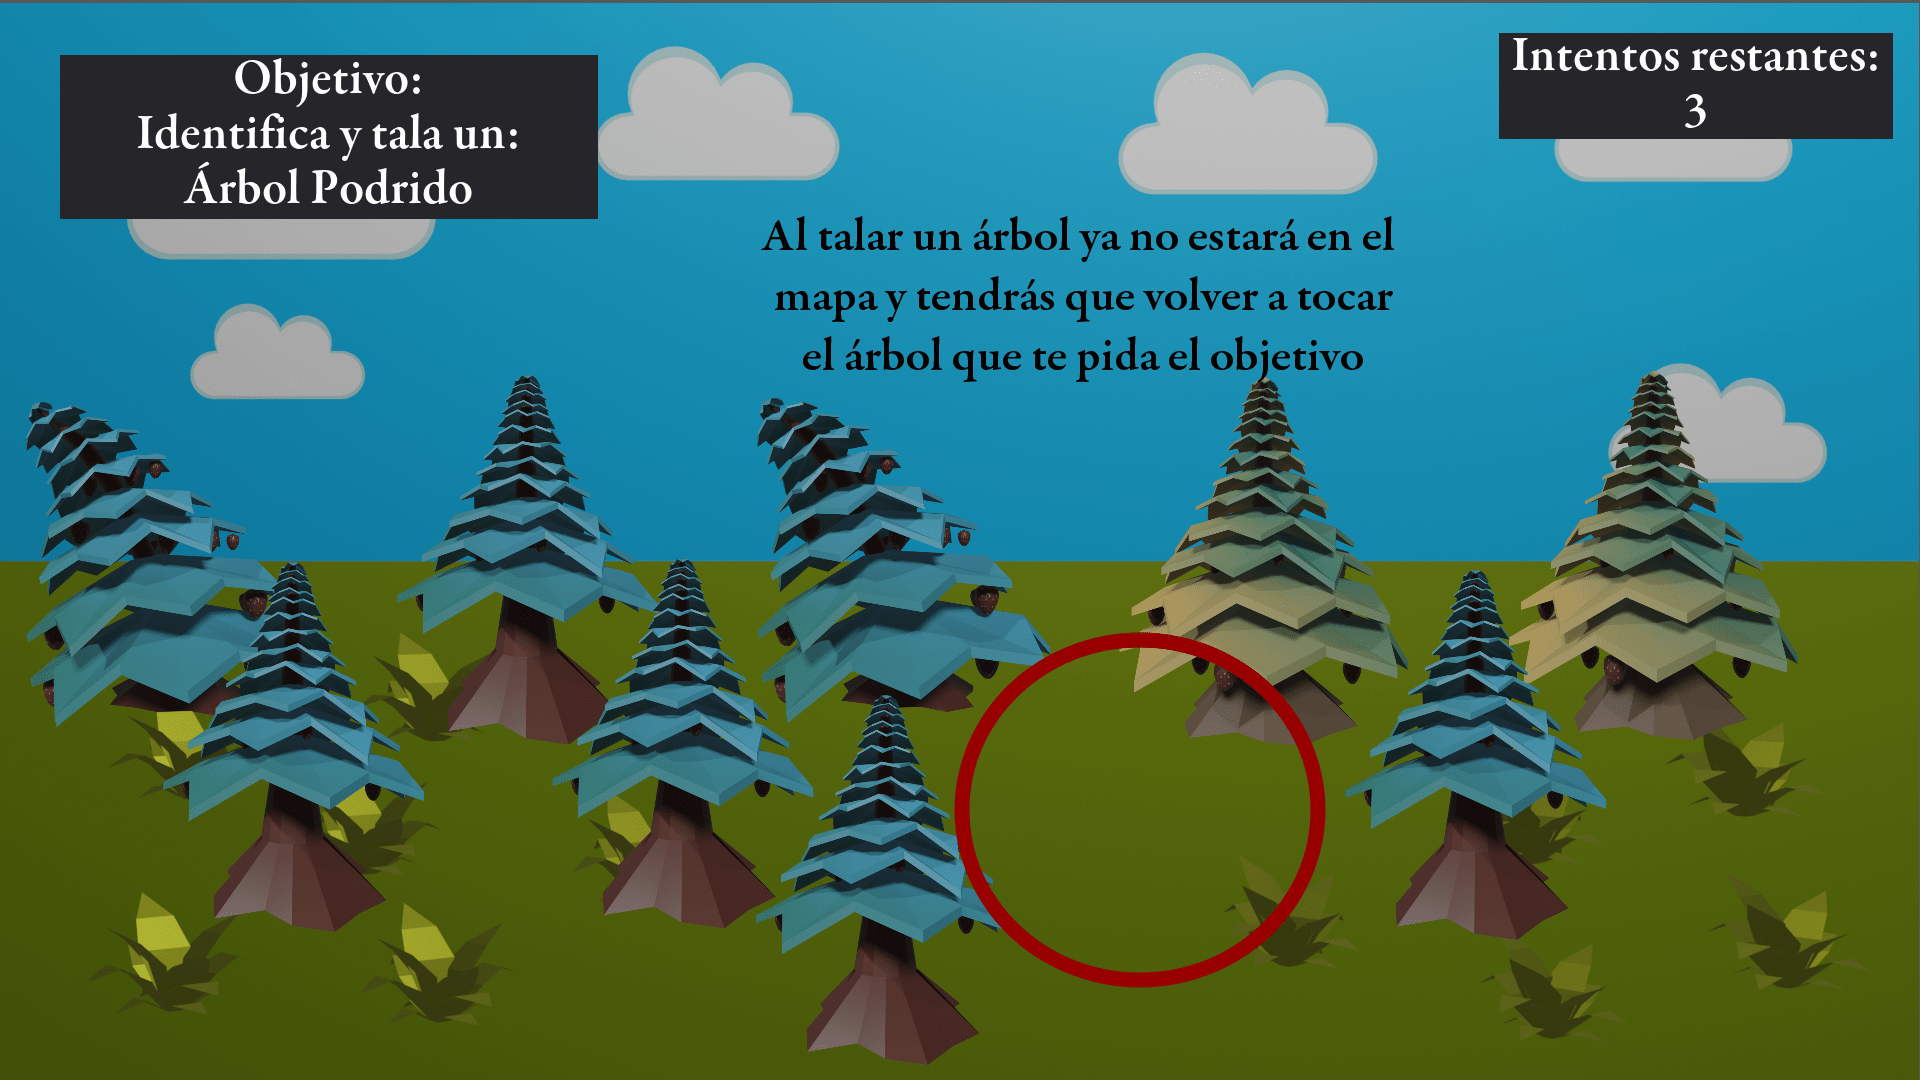 Objetivo:
Identifica y tala un:
Árbol Podrido
Intentos restantes:
3
Al talar un árbol ya no estará en el
mapa y tendrás que volver a tocar
el árbol que te pida el objetivo